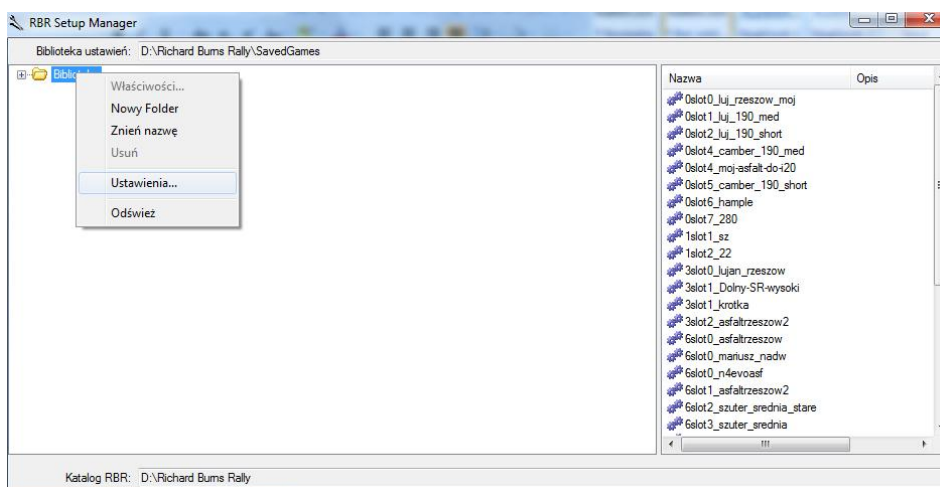 RBR Setup Manager
Biblioteka ustawień: D:\Richard Burns Rally\SavedGames
Właściwości...
Nowy Folder
Znień nazwę
Usuń
Ustawienia...
Odśwież
Nazwa Opis
0slot0_luj_rzeszow_moj
0slot1_luj_190_med
0slot2_luj_190_short
0slot4_camber_190_med
0slot4_moj-asfalt-do-i20
0slot5_camber_190_short
0slot6_hample
0slot7_280
1slot1_sz
1slot2_22
3slot0_lujan_rzeszow
3slot1_Dolny-SR-wysoki
3slot1_krotka
3slot2_asfaltrzeszow2
6slot0_asfaltrzeszow
6slot0_mariusz_nadw
6slot0_n4evoasf
6slot1_asfaltrzeszow2
6slot2_szuter_srednia_stare
6slot3_szuter_srednia
Katalog RBR: D:\Richard Burns Rally